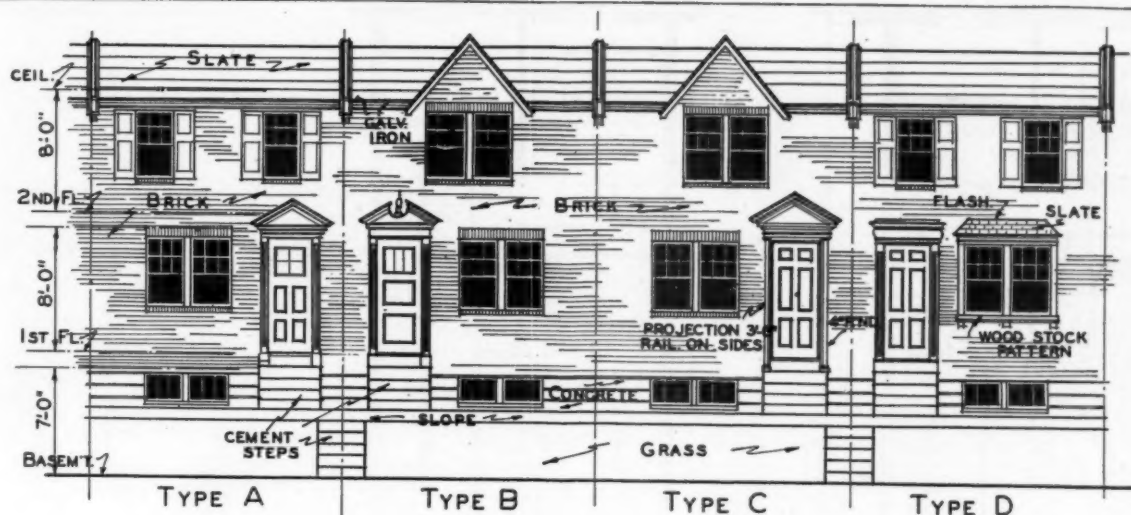 SLATE
CEIL.
8'-0"
GALV.
IRON
2ND. FL.
BRICK
BRICK
FLASH.
SLATE
8'-0"
1ST. FL.
PROJECTION 3/4
RAIL. ON SIDES
WOOD STOCK
PATTERN
7'-0"
CONCRETE
SLOPE
CEMENT
STEPS
GRASS
BASEM'T.
TYPE A
TYPE B
TYPE C
TYPE D